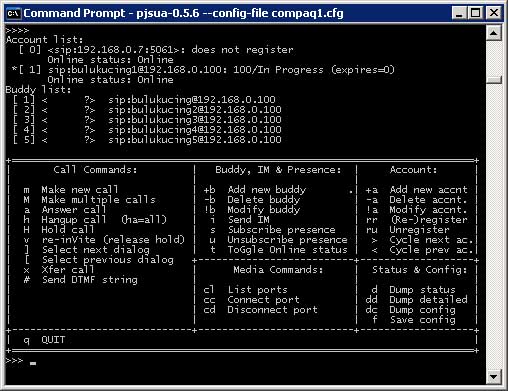 Command Prompt - pjsua-0.5.6 --config-file compaq1.cfg
>>>>
Account list:
[ 0] <sip:192.168.0.7:5061>: does not register
Online status: Online
*[ 1] sip:bulukucing1@192.168.0.100: 100/In Progress (expires=0)
Online status: Online
Buddy list:
[ 1] < ?> sip:bulukucing@192.168.0.100
[ 2] < ?> sip:bulukucing2@192.168.0.100
[ 3] < ?> sip:bulukucing3@192.168.0.100
[ 4] < ?> sip:bulukucing4@192.168.0.100
[ 5] < ?> sip:bulukucing5@192.168.0.100
+=============================================================================+
| Call Commands: | Buddy, IM & Presence: | Account: |
| | | |
| m Make new call | +b Add new buddy .| +a Add new accnt |
| M Make multiple calls | -b Delete buddy | -a Delete accnt. |
| a Answer call | !b Modify buddy | !a Modify accnt. |
| h Hangup call (ha=all) | i Send IM | rr (Re-)register |
| H Hold call | s Subscribe presence | ru Unregister |
| v re-inVite (release hold) | u Unsubscribe presence | > Cycle next ac.|
| ] Select next dialog | t ToGgle Online status | < Cycle prev ac.|
| [ Select previous dialog +--------------------------+-------------------+
| x Xfer call | Media Commands: | Status & Config: |
| # Send DTMF string | | |
| | cl List ports | d Dump status |
| | cc Connect port | dd Dump detailed |
| | cd Disconnect port | dc Dump config |
| | | f Save config |
+------------------------------+--------------------------+-------------------+
| q QUIT |
+=============================================================================+
>>> _